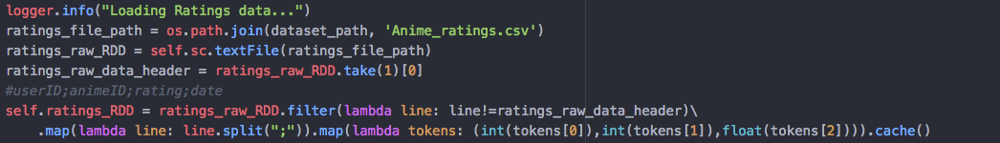 logger.info("Loading Ratings data...")
ratings_file_path = os.path.join(dataset_path, 'Anime_ratings.csv')
ratings_raw_RDD = self.sc.textFile(ratings_file_path)
ratings_raw_data_header = ratings_raw_RDD.take(1)[0]
#userID;animeID;rating;date
self.ratings_RDD = ratings_raw_RDD.filter(lambda line: line!=ratings_raw_data_header)\
    .map(lambda line: line.split(";")).map(lambda tokens: (int(tokens[0]),int(tokens[1]),float(tokens[2]))).cache()